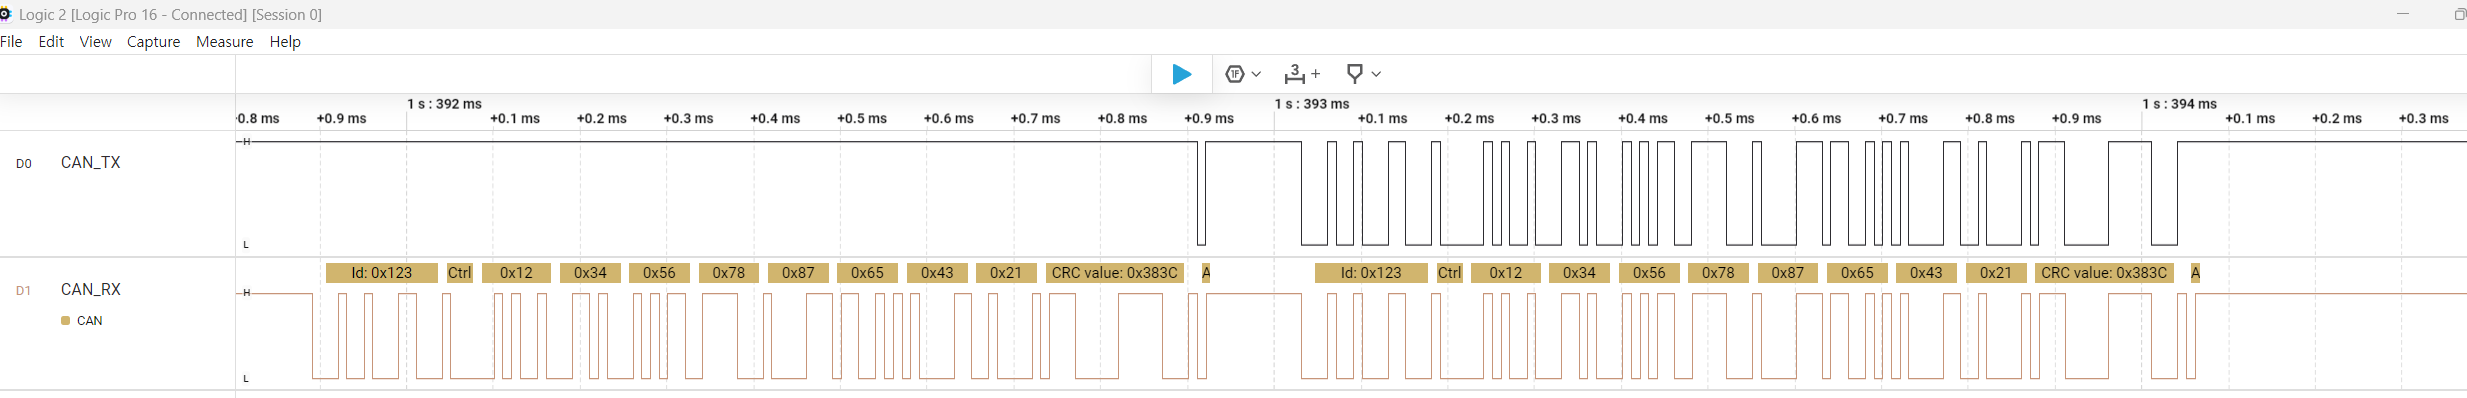 Logic 2 [Logic Pro 16 - Connected] [Session 0]
File Edit View Capture Measure Help
1F 3 +
1 s : 392 ms 1 s : 393 ms 1 s : 394 ms
0.8 ms +0.9 ms +0.1 ms +0.2 ms +0.3 ms +0.4 ms +0.5 ms +0.6 ms +0.7 ms +0.8 ms +0.9 ms +0.1 ms +0.2 ms +0.3 ms +0.4 ms +0.5 ms +0.6 ms +0.7 ms +0.8 ms +0.9 ms +0.1 ms +0.2 ms +0.3 ms
H
D0 CAN_TX
L
Id: 0x123 Ctrl 0x12 0x34 0x56 0x78 0x87 0x65 0x43 0x21 CRC value: 0x383C A Id: 0x123 Ctrl 0x12 0x34 0x56 0x78 0x87 0x65 0x43 0x21 CRC value: 0x383C A
D1 CAN_RX
H
CAN
L